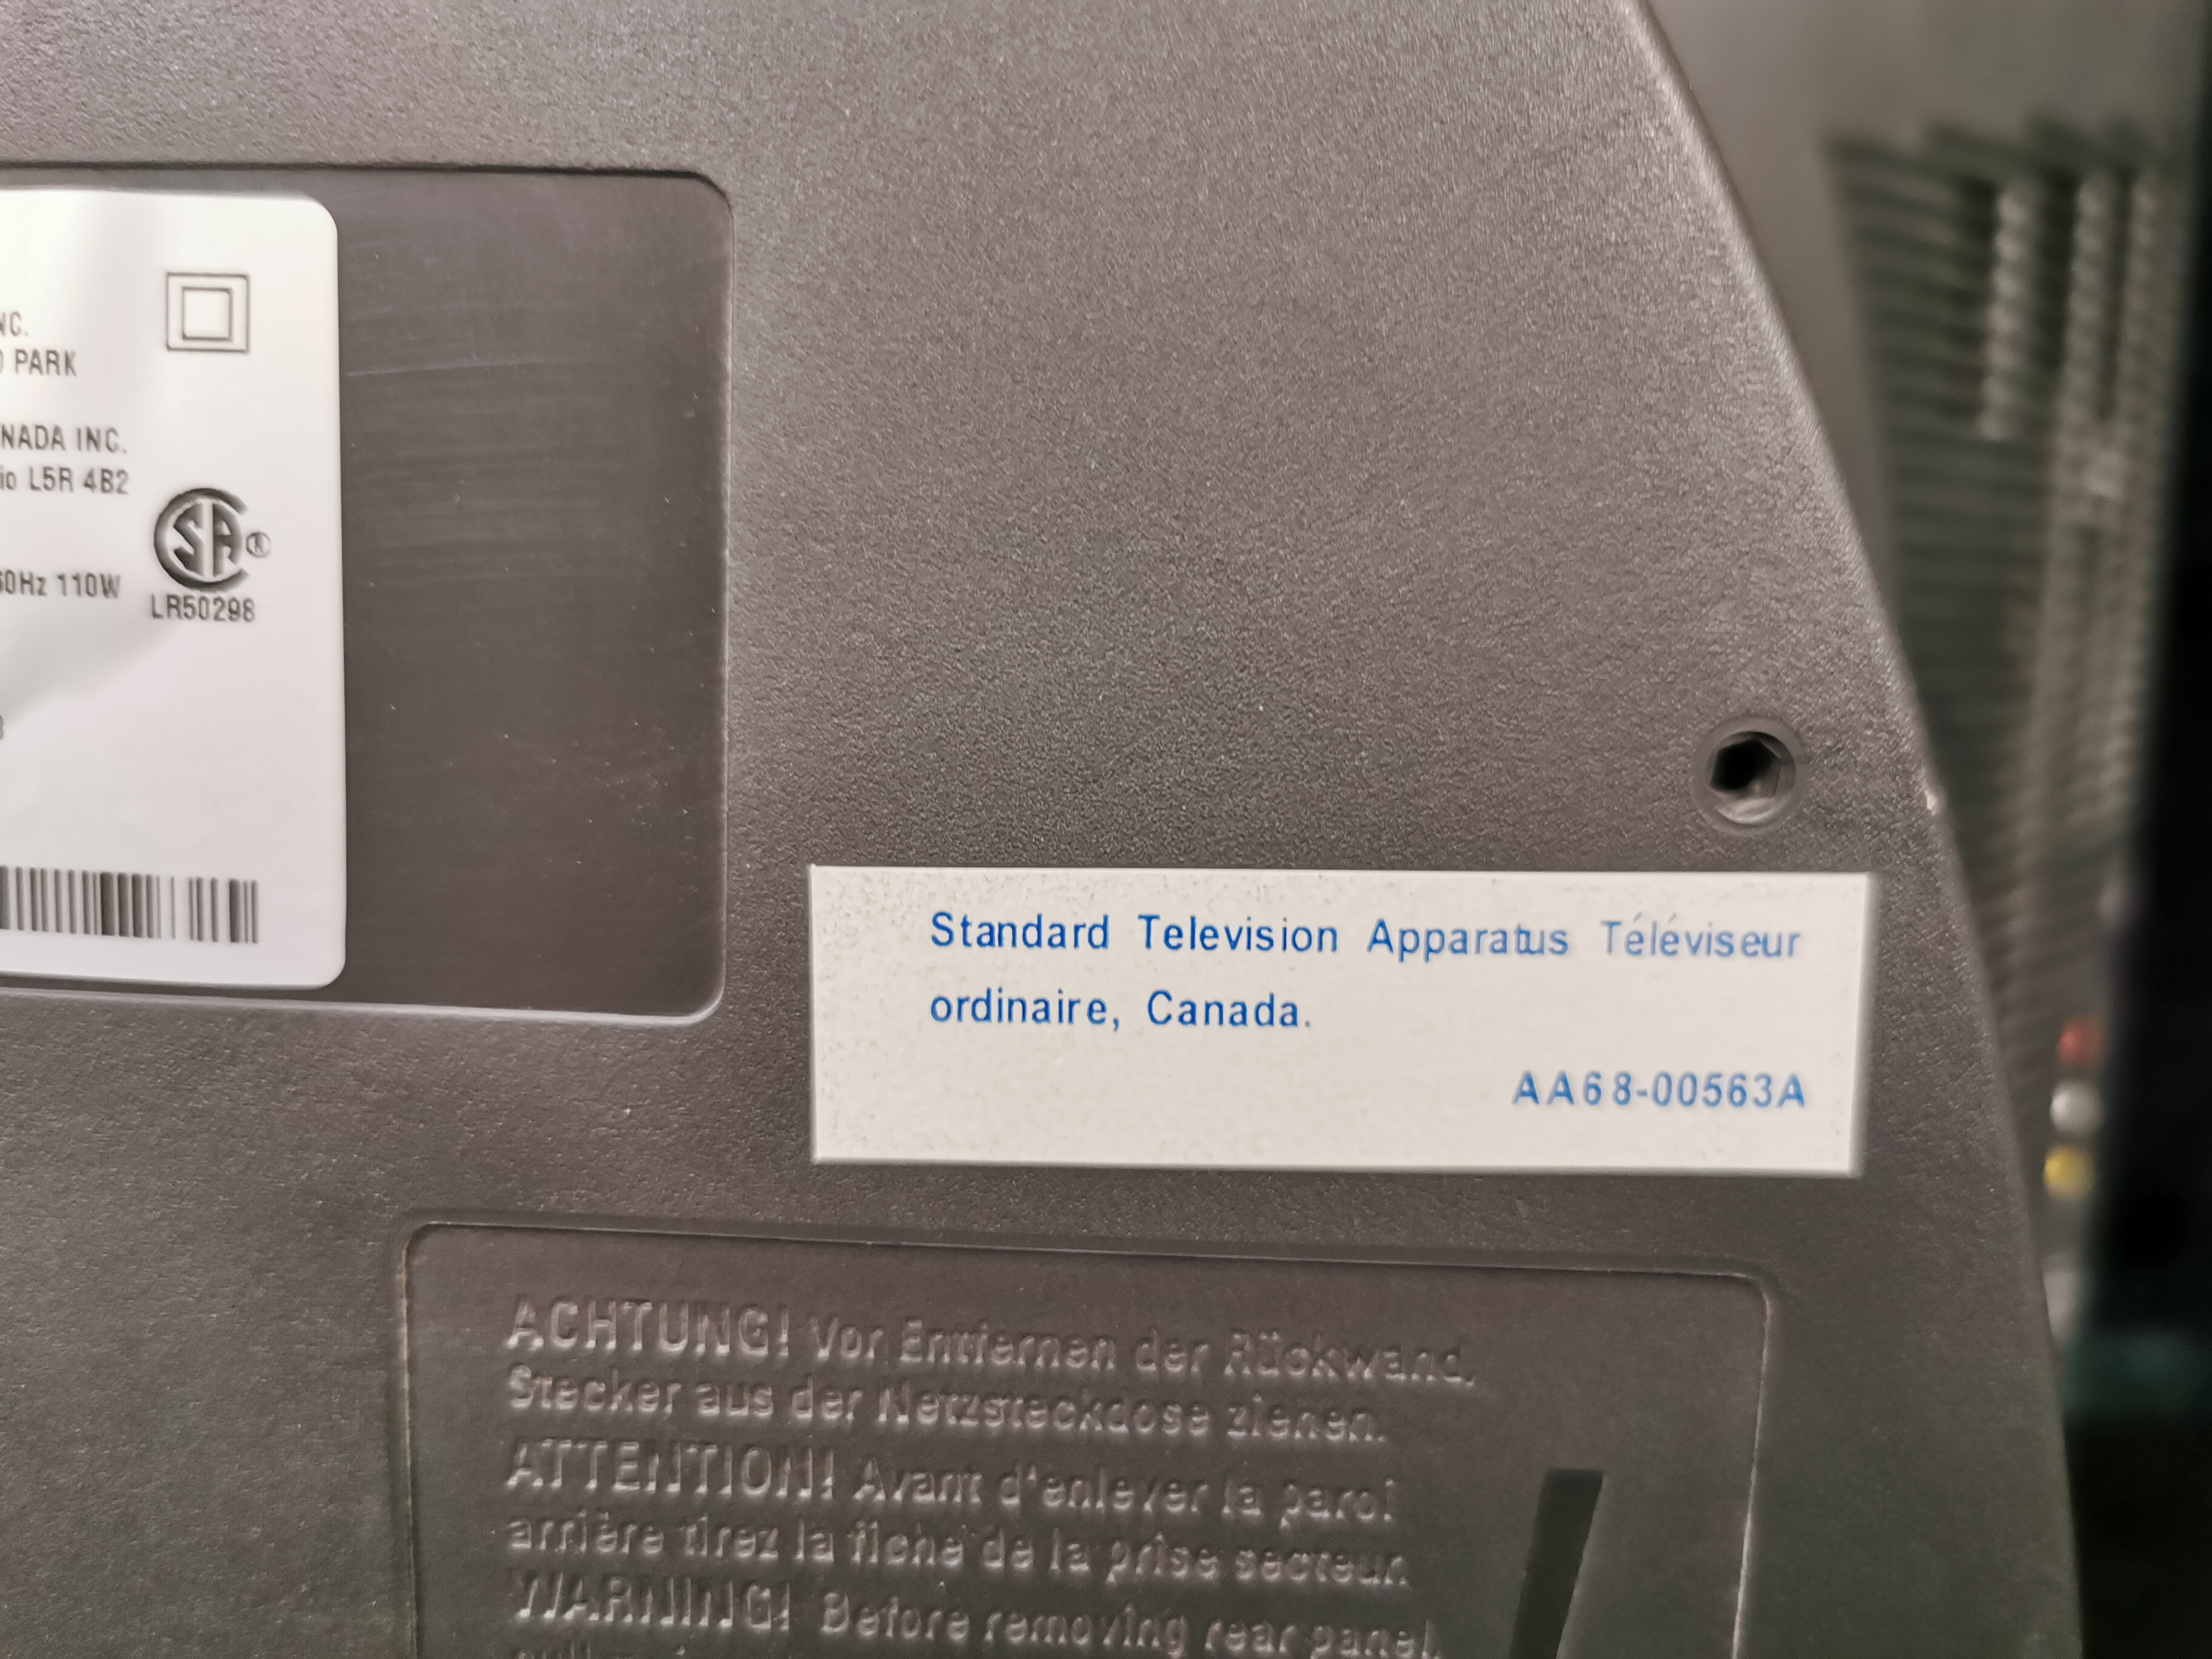 NC.
PARK
NADA INC.
io L5R 4B2
SA®
60Hz 110W
LR50298
Standard Television Apparatus Téléviseur
ordinaire, Canada.
AA68-00563A
ACHTUNG! Vor Entfernen der Rückwand,
Stecker aus der Netzsteckdose ziehen.
ATTENTION! Avant d'enlever la paroi
arrière tirez la fiche de la prise secteur.
WARNING! Before removing rear panel,